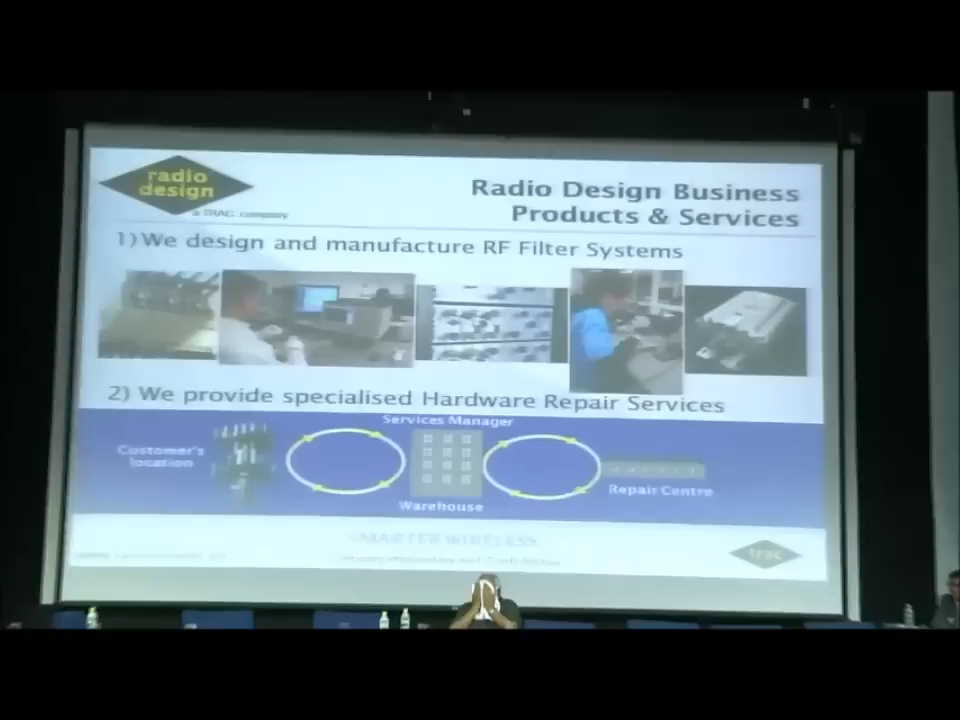 radio
design
a TRAC company
Radio Design Business
Products & Services
1) We design and manufacture RF Filter Systems
2) We provide specialised Hardware Repair Services
Services Manager
Customer's
location
Repair Centre
Warehouse
SMARTER WIRELESS
trac